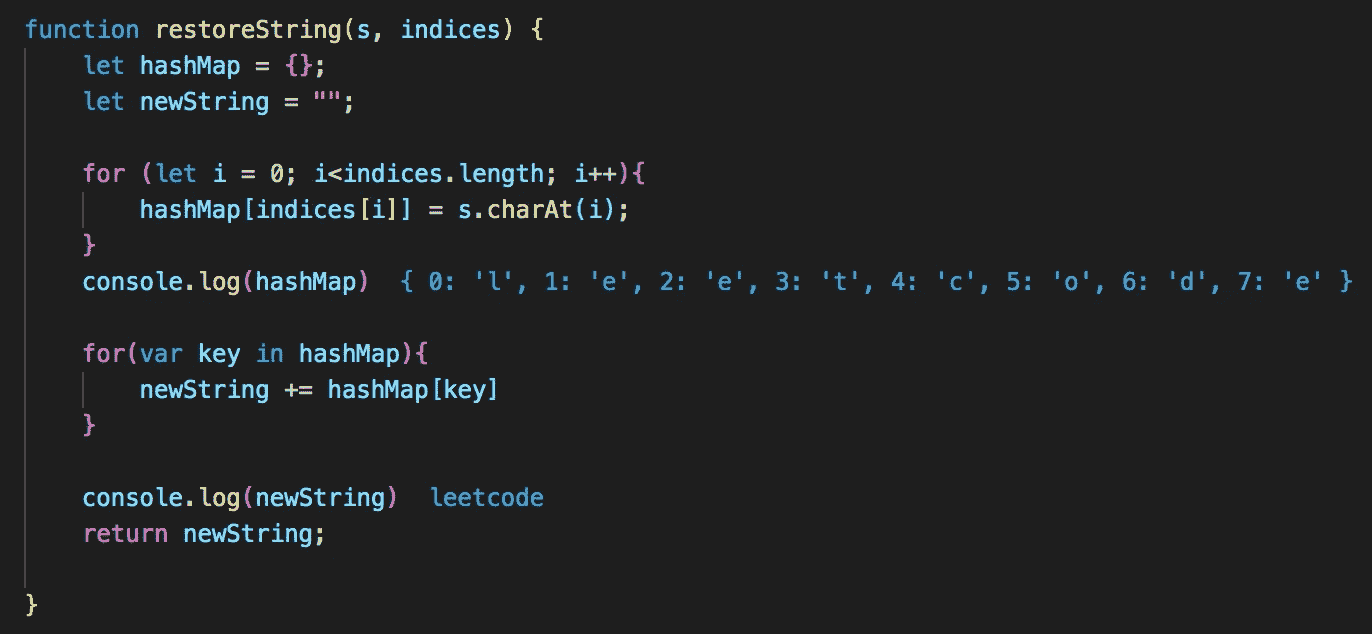 function restoreString(s, indices) {
    let hashMap = {};
    let newString = "";
    for (let i = 0; i<indices.length; i++){
        hashMap[indices[i]] = s.charAt(i);
    }
    console.log(hashMap)  { 0: 'l', 1: 'e', 2: 'e', 3: 't', 4: 'c', 5: 'o', 6: 'd', 7: 'e' }
    for(var key in hashMap){
        newString += hashMap[key]
    }
    console.log(newString)  leetcode
    return newString;
}